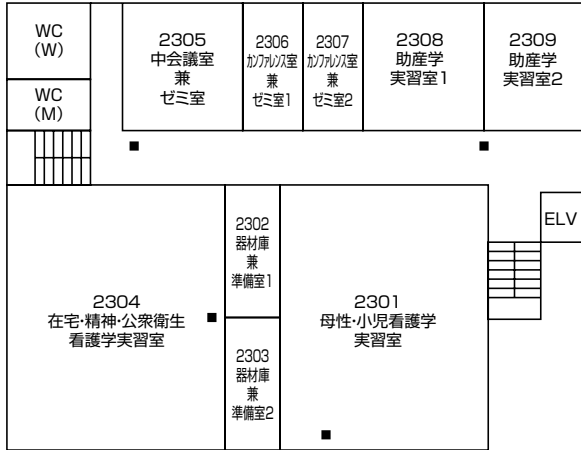 WC
(W)
WC
(M)
2305
中会議室
兼
ゼミ室
2306
カンファレンス室
兼
ゼミ室1
2307
カンファレンス室
兼
ゼミ室2
2308
助産学
実習室1
2309
助産学
実習室2
ELV
2304
在宅・精神・公衆衛生
看護学実習室
2302
器材庫
兼
準備室1
2303
器材庫
兼
準備室2
2301
母性・小児看護学
実習室